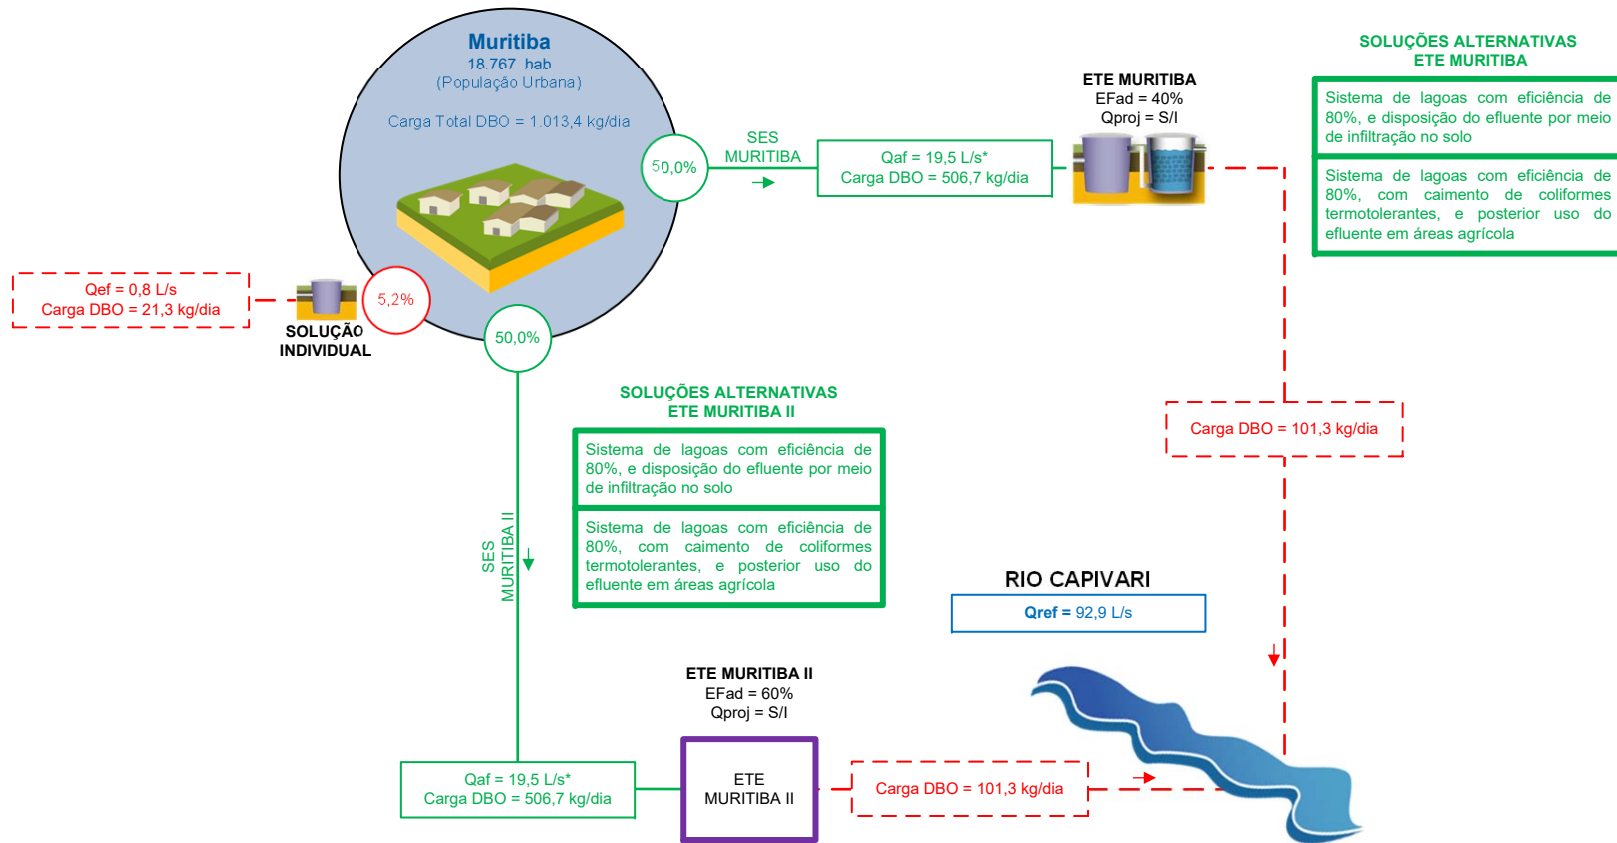 Muritiba
18.767 hab
(População Urbana)
Carga Total DBO = 1.013,4 kg/dia
50,0%
SES
MURITIBA
Qaf = 19,5 L/s*
Carga DBO = 506,7 kg/dia
ETE MURITIBA
EFad = 40%
Qproj = S/I
SOLUÇÕES ALTERNATIVAS
ETE MURITIBA
Sistema de lagoas com eficiência de
80%, e disposição do efluente por meio
de infiltração no solo
Sistema de lagoas com eficiência de
80%, com caimento de coliformes
termotolerantes, e posterior uso do
efluente em áreas agrícola
Qef = 0,8 L/s
Carga DBO = 21,3 kg/dia
SOLUÇÃO
INDIVIDUAL
5,2%
50,0%
SOLUÇÕES ALTERNATIVAS
ETE MURITIBA II
Sistema de lagoas com eficiência de
80%, e disposição do efluente por meio
de infiltração no solo
Sistema de lagoas com eficiência de
80%, com caimento de coliformes
termotolerantes, e posterior uso do
efluente em áreas agrícola
SES
MURITIBA II
Carga DBO = 101,3 kg/dia
RIO CAPIVARI
Qref = 92,9 L/s
ETE MURITIBA II
EFad = 60%
Qproj = S/I
Qaf = 19,5 L/s*
Carga DBO = 506,7 kg/dia
ETE
MURITIBA II
Carga DBO = 101,3 kg/dia